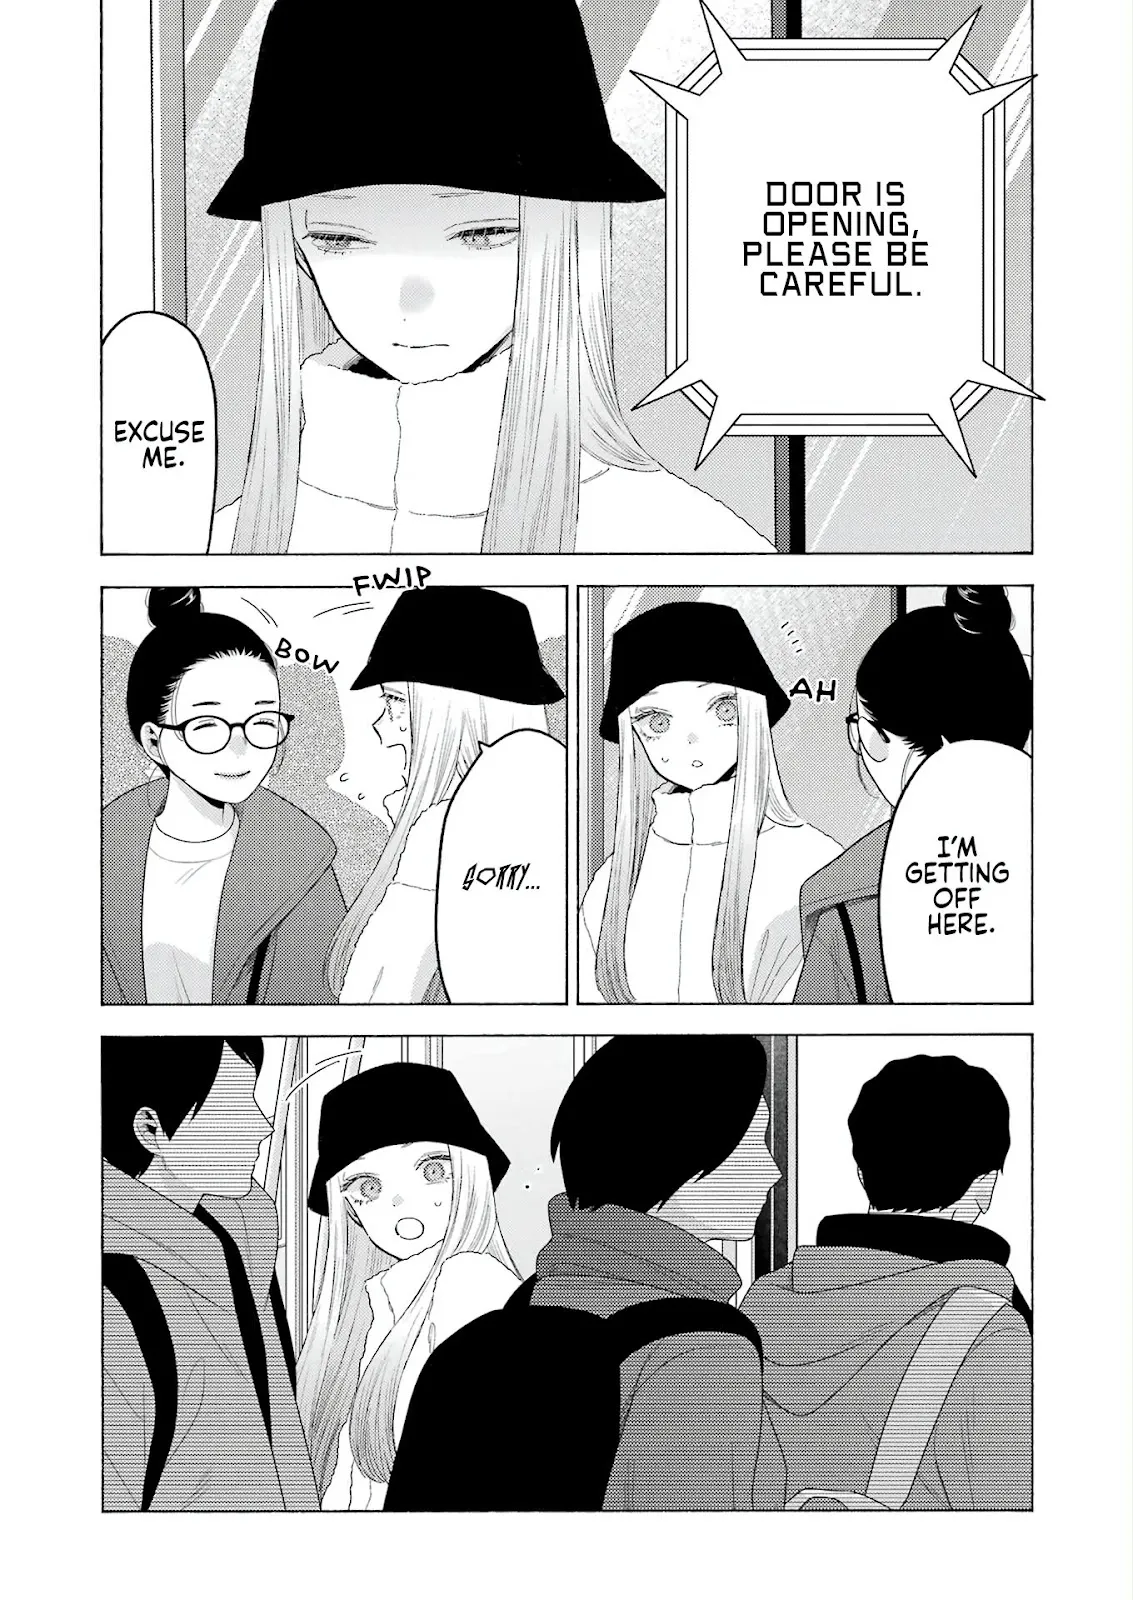 DOOR IS
OPENING,
PLEASE BE
CAREFUL.
EXCUSE
ME.
AH
I'M
GETTING
OFF
HERE.
FWIP
BOW
SORRY...